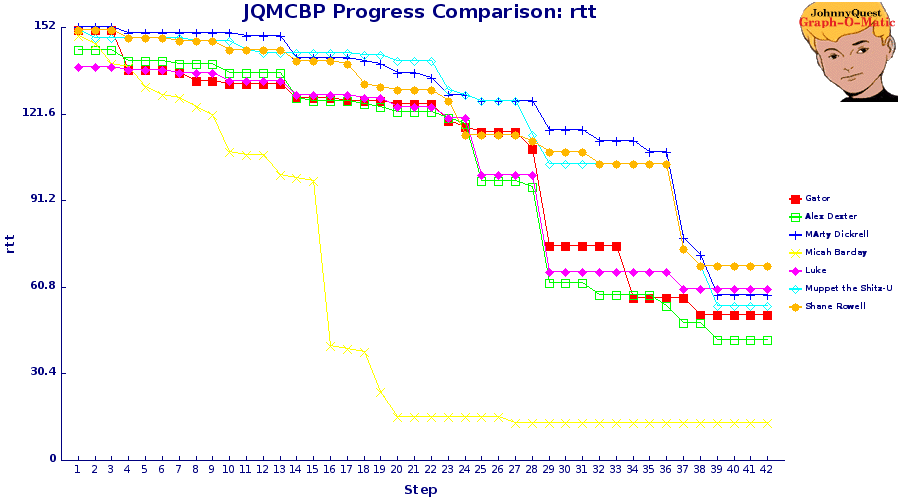 JQMCBP Progress Comparison: rtt
JohnnyQuest
Graph-O-Matic
152
121.6
91.2
60.8
30.4
0
rtt
1 2 3 4 5 6 7 8 9 10 11 12 13 14 15 16 17 18 19 20 21 22 23 24 25 26 27 28 29 30 31 32 33 34 35 36 37 38 39 40 41 42
Step
Gator
Alex Dexter
MArty Dickrell
Micah Barclay
Luke
Muppet the Shitz-U
Shane Rowell